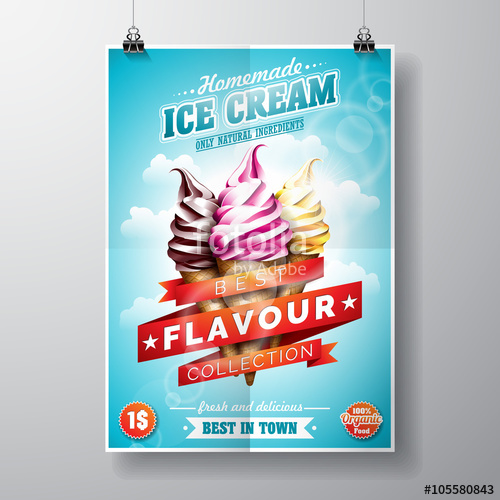 Homemade
ICE CREAM
ONLY NATURAL INGREDIENTS
fotolia
by Adobe
BEST
FLAVOUR
COLLECTION
fresh and delicious
BEST IN TOWN
1$
100%
Organic
Food
#105580843